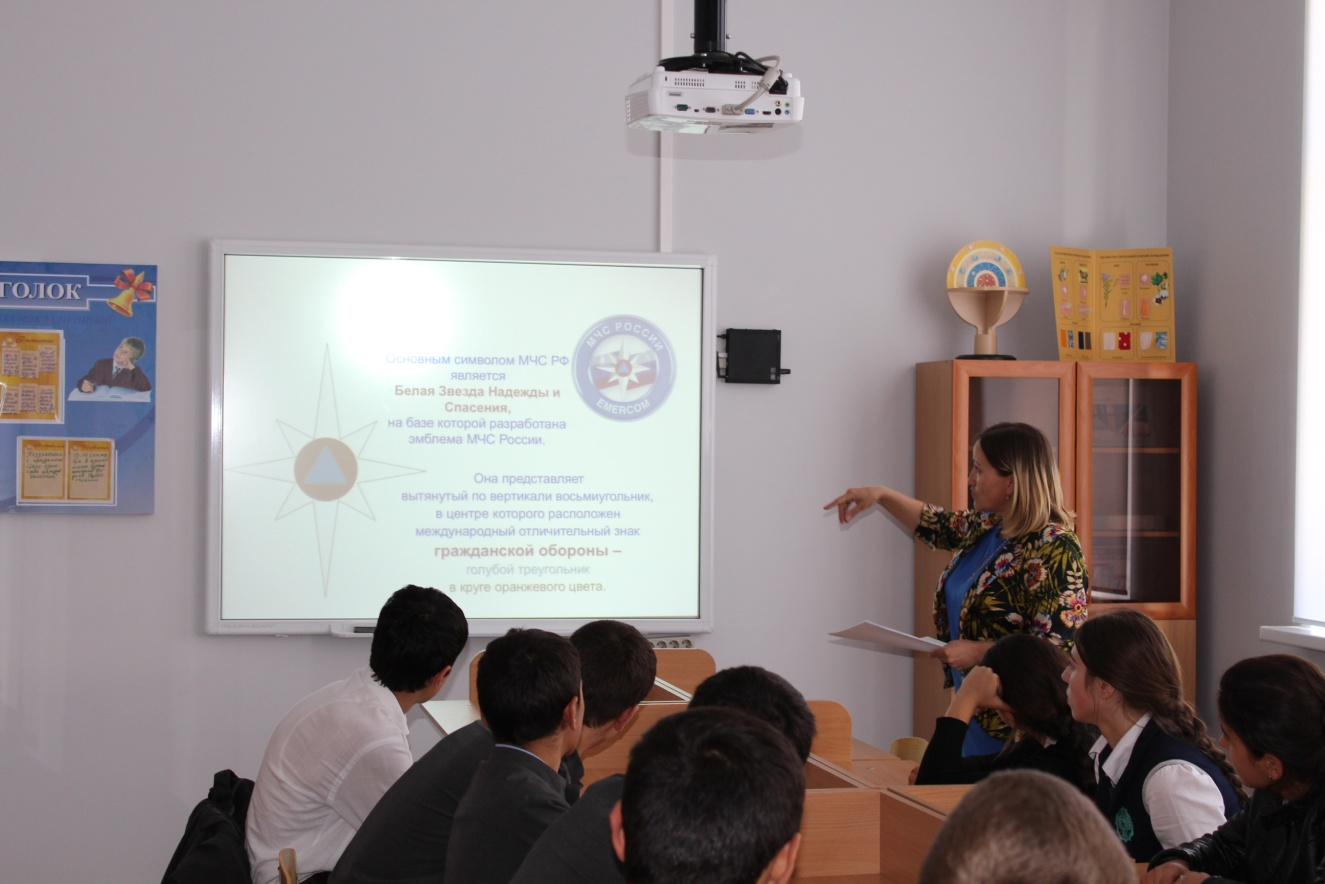 ГОЛОК
Основным символом МЧС РФ
является
Белая Звезда Надежды и
Спасения,
на базе которой разработана
эмблема МЧС России.
МЧС РОССИИ
EMERCOM
Она представляет
вытянутый по вертикали восьмиугольник,
в центре которого расположен
международный отличительный знак
гражданской обороны –
голубой треугольник
в круге оранжевого цвета.